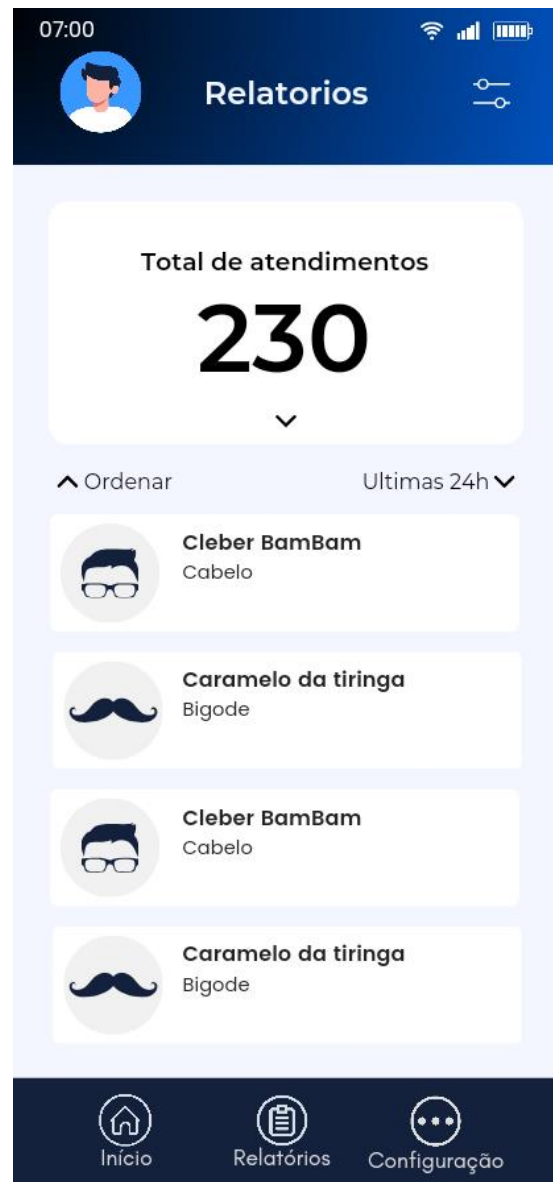 07:00
Relatorios
Total de atendimentos
230
Ordenar
Ultimas 24h
Cleber BamBam
Cabelo
Caramelo da tiringa
Bigode
Cleber BamBam
Cabelo
Caramelo da tiringa
Bigode
Início
Relatórios
Configuração